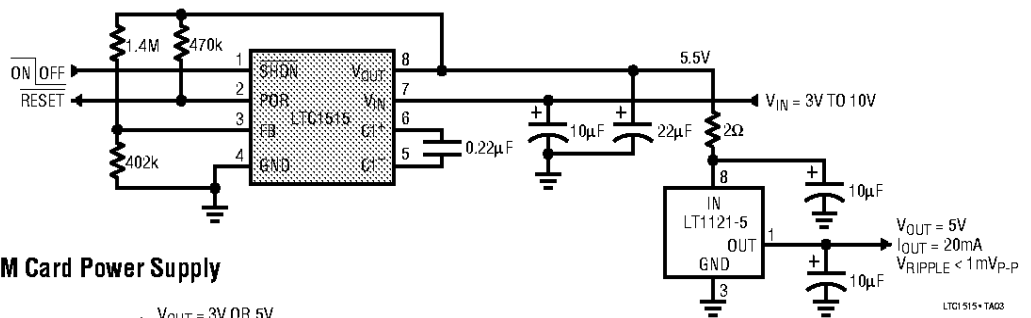 1.4M
470k
5.5V
ON OFF
1
SHDN
VOUT
8
RESET
2
POR
VIN
7
VIN = 3V TO 10V
LTC1515
3
FB
C1+
6
10µF
22µF
2Ω
0.22µF
402k
4
GND
C1−
5
8
10µF
IN
LT1121-5
OUT
1
GND
3
10µF
VOUT = 5V
IOUT = 20mA
VRIPPLE < 1mVP-P
M Card Power Supply
LTC1515 • TA03
VOUT = 3V OR 5V